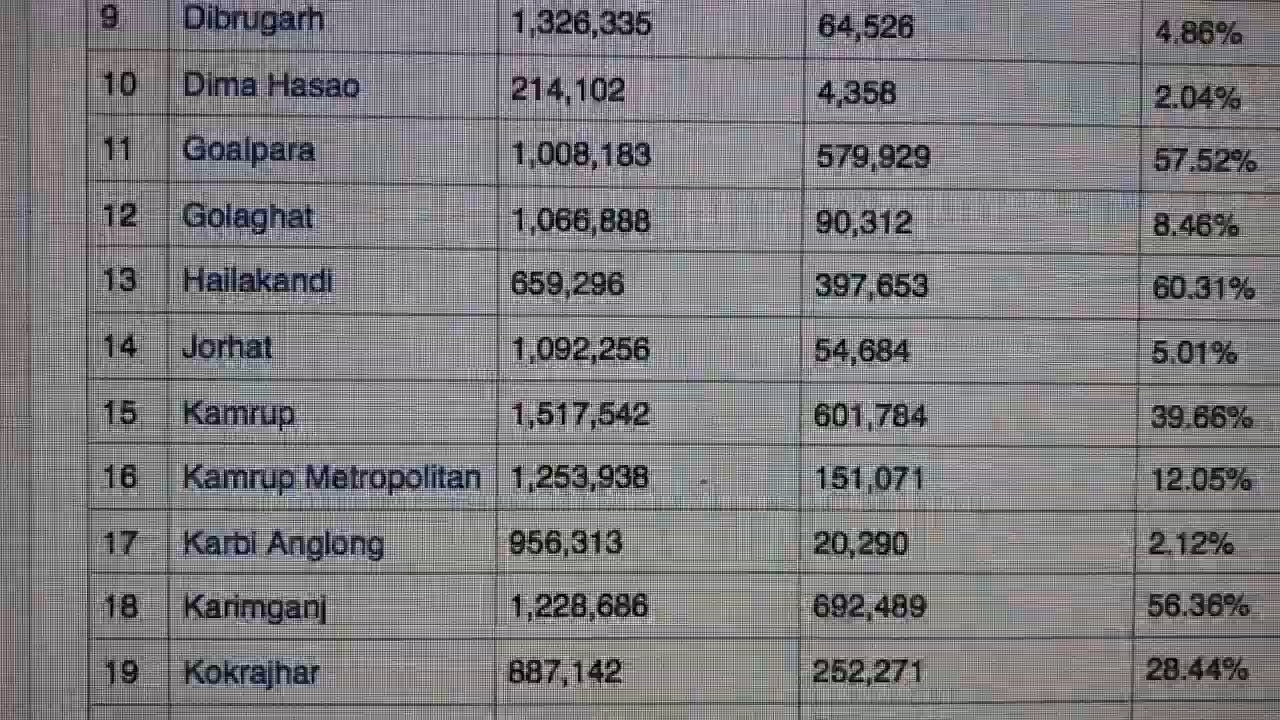 9 Dibrugarh 1,326,335 64,526 4.86%
10 Dima Hasao 214,102 4,358 2.04%
11 Goalpara 1,008,183 579,929 57.52%
12 Golaghat 1,066,888 90,312 8.46%
13 Hailakandi 659,296 397,653 60.31%
14 Jorhat 1,092,256 54,684 5.01%
15 Kamrup 1,517,542 601,784 39.66%
16 Kamrup Metropolitan 1,253,938 151,071 12.05%
17 Karbi Anglong 956,313 20,290 2.12%
18 Karimganj 1,228,686 692,489 56.36%
19 Kokrajhar 887,142 252,271 28.44%